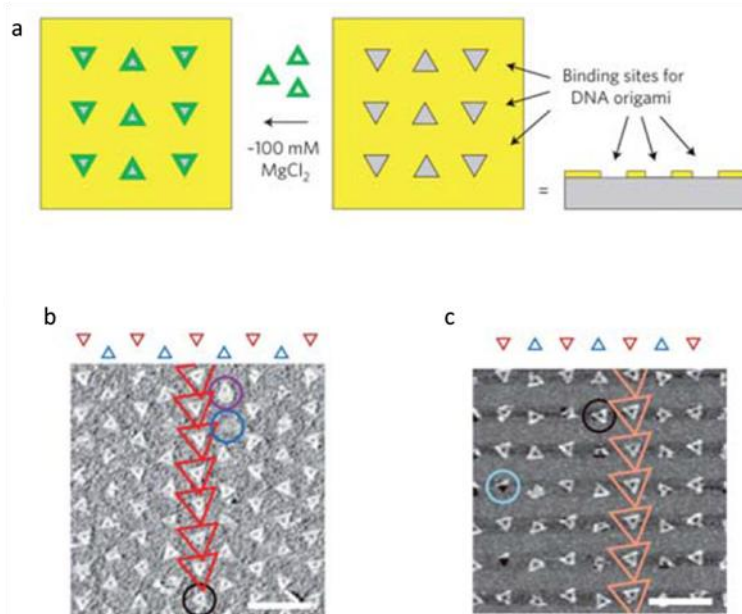 a
~100 mM
MgCl₂
Binding sites for
DNA origami
=
b
c